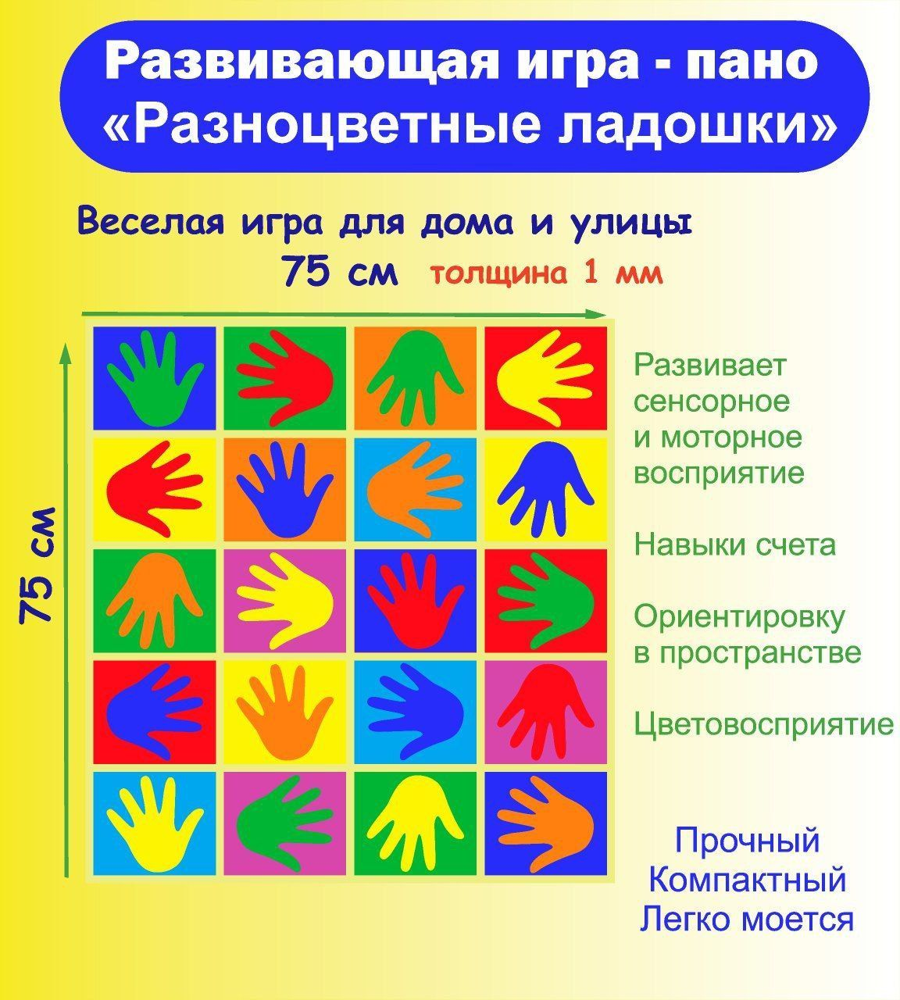 Развивающая игра - пано
«Разноцветные ладошки»
Веселая игра для дома и улицы
75 см толщина 1 мм
75 см
Развивает
сенсорное
и моторное
восприятие
Навыки счета
Ориентировку
в пространстве
Цветовосприятие
Прочный
Компактный
Легко моется